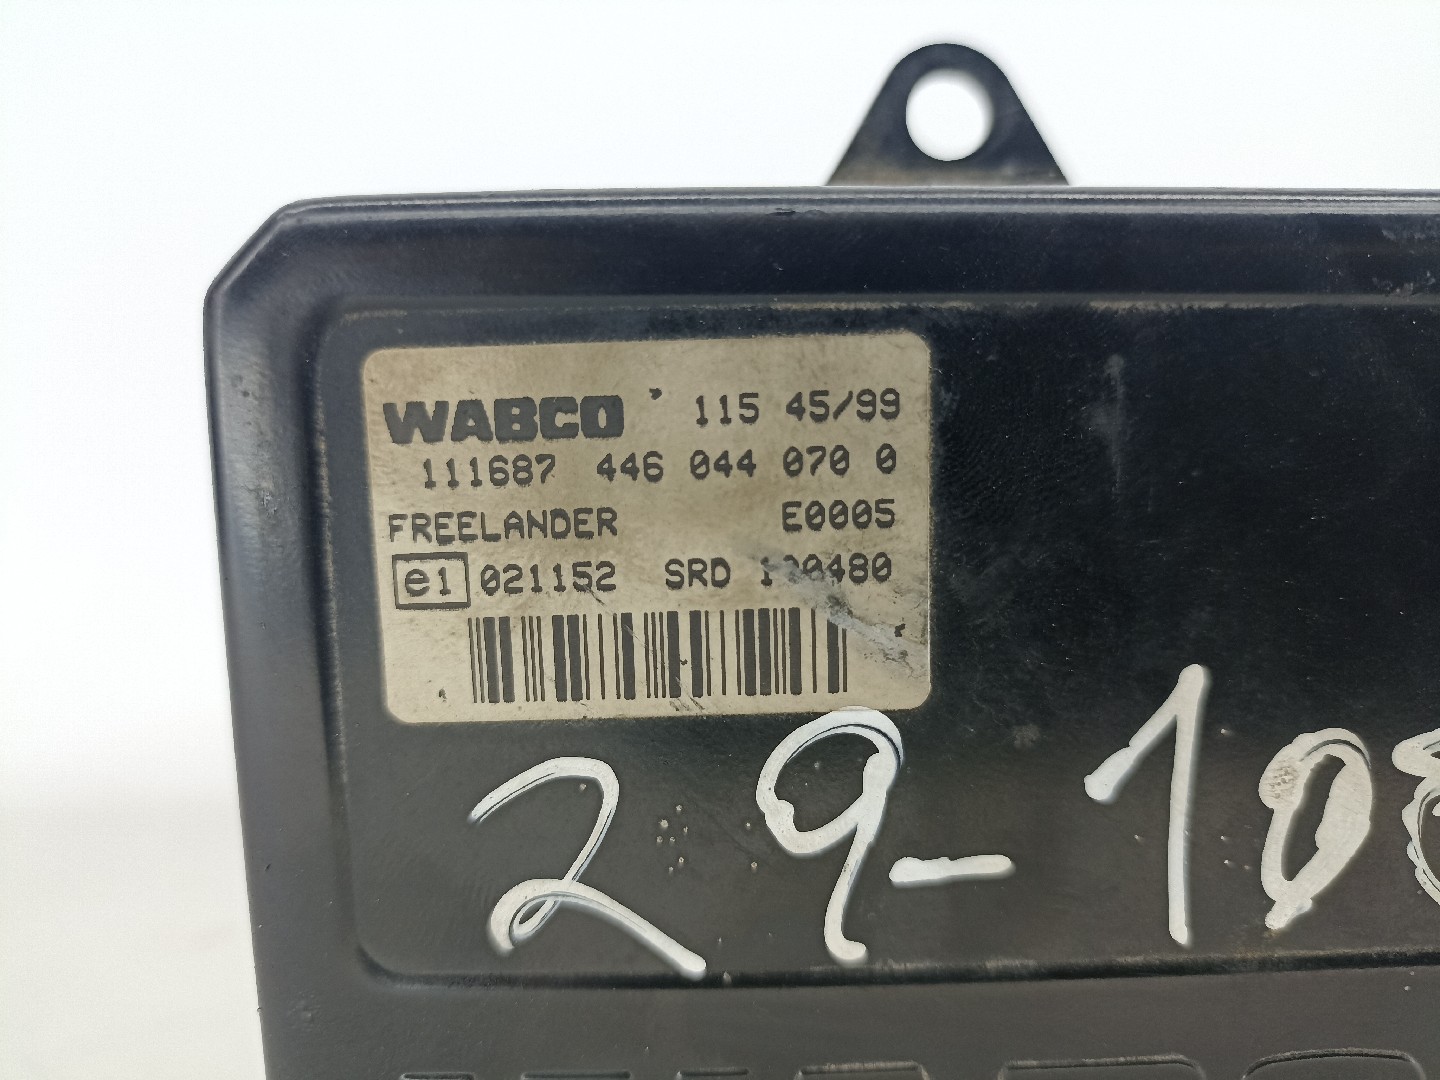 WABCO 115 45/99
111687 446 044 070 0
FREELANDER E0005
e1 021152 SRD
29-10